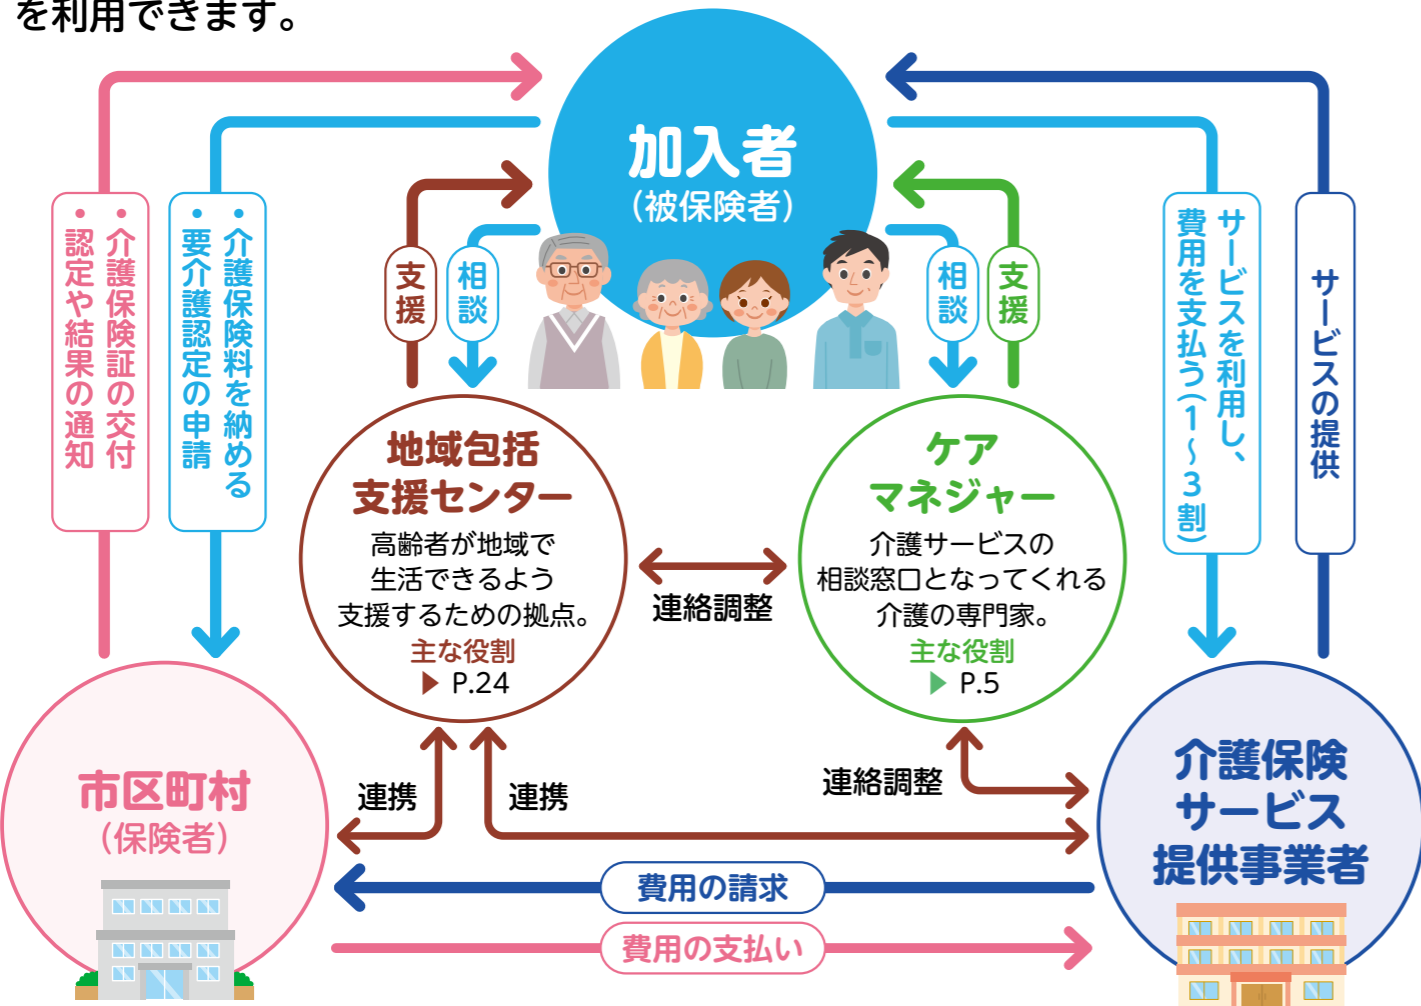 を利用できます。
加入者
（被保険者）
・介護保険証の交付
・認定や結果の通知
・介護保険料を納める
・要介護認定の申請
支援
相談
相談
支援
サービスを利用し、
費用を支払う（1～3割）
サービスの提供
地域包括
支援センター
高齢者が地域で
生活できるよう
支援するための拠点。
主な役割
▶ P.24
連絡調整
ケア
マネジャー
介護サービスの
相談窓口となってくれる
介護の専門家。
主な役割
▶ P.5
市区町村
（保険者）
連携
連携
連絡調整
介護保険
サービス
提供事業者
費用の請求
費用の支払い